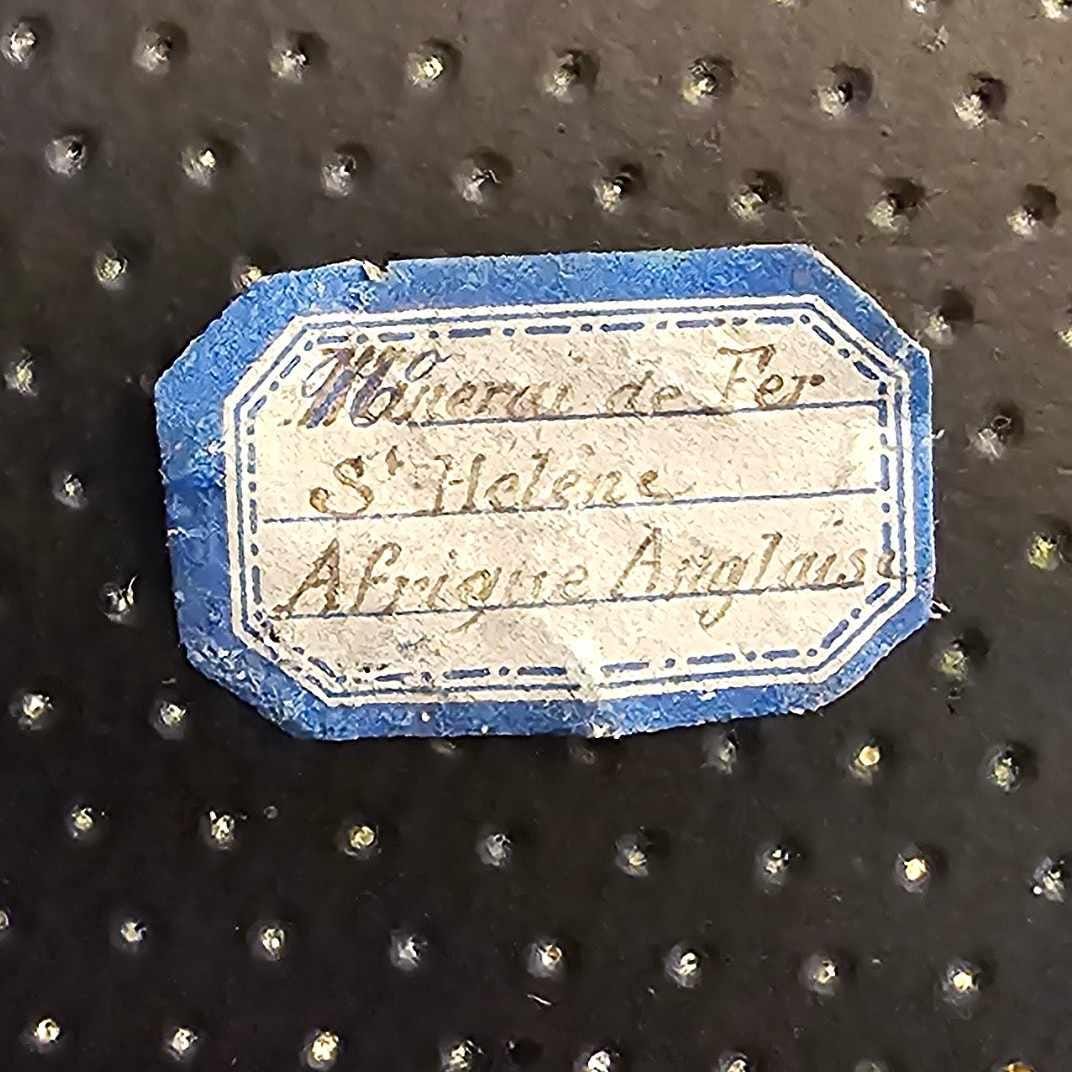 Minerai de Fer
St Helène
Afrique Anglaise